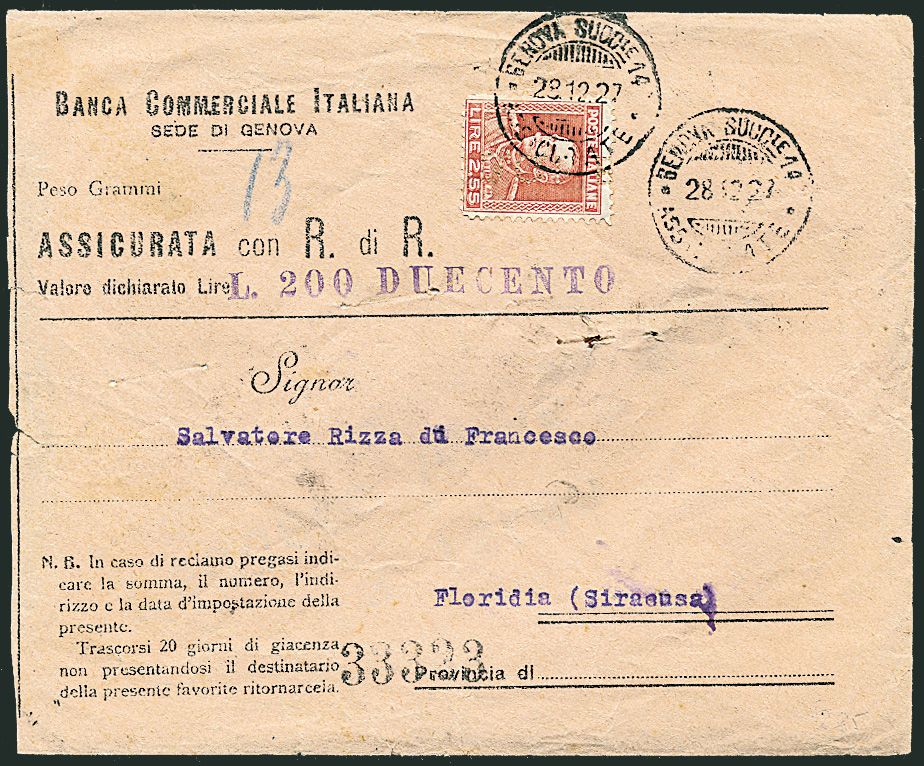 BANCA COMMERCIALE ITALIANA
SEDE DI GENOVA
GENOVA SUCC.LE 14
28.12.27
POSTE ITALIANE
LIRE 2.55
GENOVA SUCC.LE 14
28.12.27
13
Peso Grammi
ASSICURATA con R. di R.
Valore dichiarato Lire L. 200 DUECENTO
Signor
Salvatore Rizza di Francesco
N. B. In caso di reclamo pregasi indi-
care la somma, il numero, l'indi-
rizzo e la data d'impostazione della
presente.
Trascorsi 20 giorni di giacenza
non presentandosi il destinatario
della presente favorite ritornarcela.
Floridia (Siracusa)
33323
Provincia di